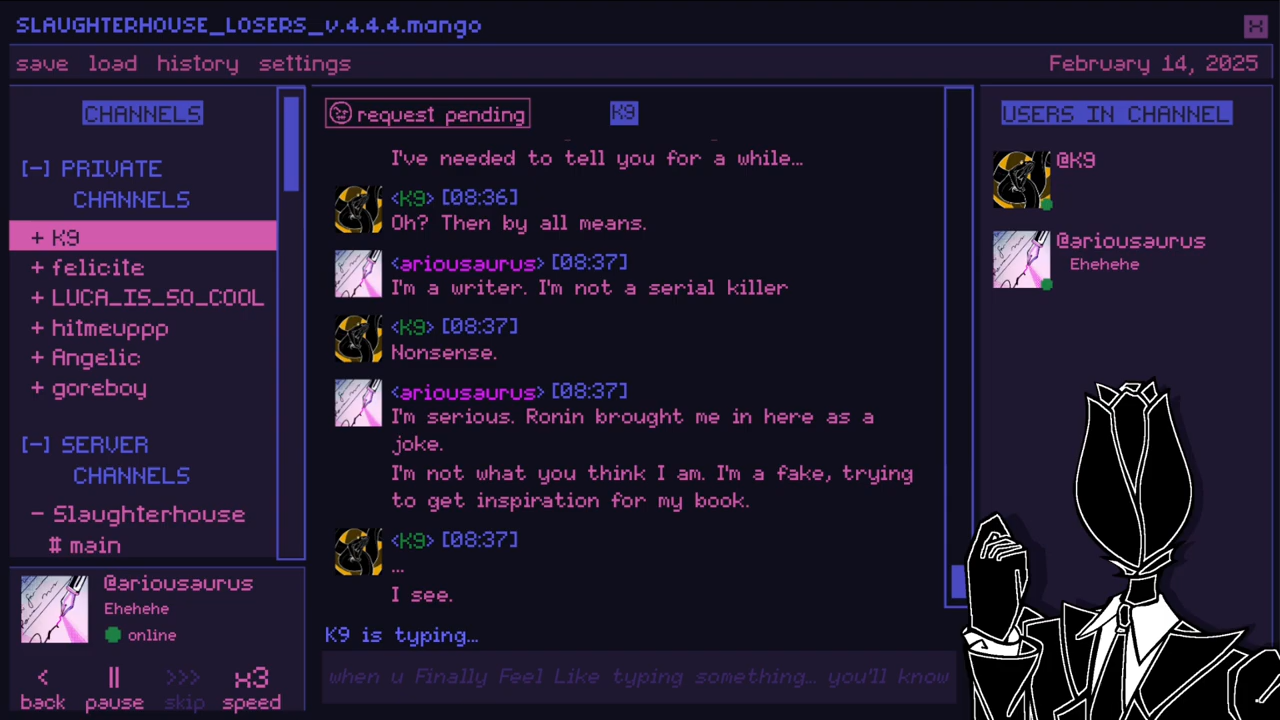 SLAUGHTERHOUSE_LOSERS_v.4.4.4.mango
X
save load history settings
February 14, 2025
CHANNELS
[-] PRIVATE
CHANNELS
+ K9
+ felicite
+ LUCA_IS_SO_COOL
+ hitmeuppp
+ Angelic
+ goreboy
[-] SERVER
CHANNELS
- Slaughterhouse
# main
@ariousaurus
Ehehehe
online
< || >>> x3
back pause skip speed
request pending
K9
I've needed to tell you for a while...
<K9> [08:36]
Oh? Then by all means.
<ariousaurus> [08:37]
I'm a writer. I'm not a serial killer
<K9> [08:37]
Nonsense.
<ariousaurus> [08:37]
I'm serious. Ronin brought me in here as a
joke.
I'm not what you think I am. I'm a fake, trying
to get inspiration for my book.
<K9> [08:37]
...
I see.
K9 is typing...
when u Finally Feel Like typing something... you'll know
USERS IN CHANNEL
@K9
@ariousaurus
Ehehehe